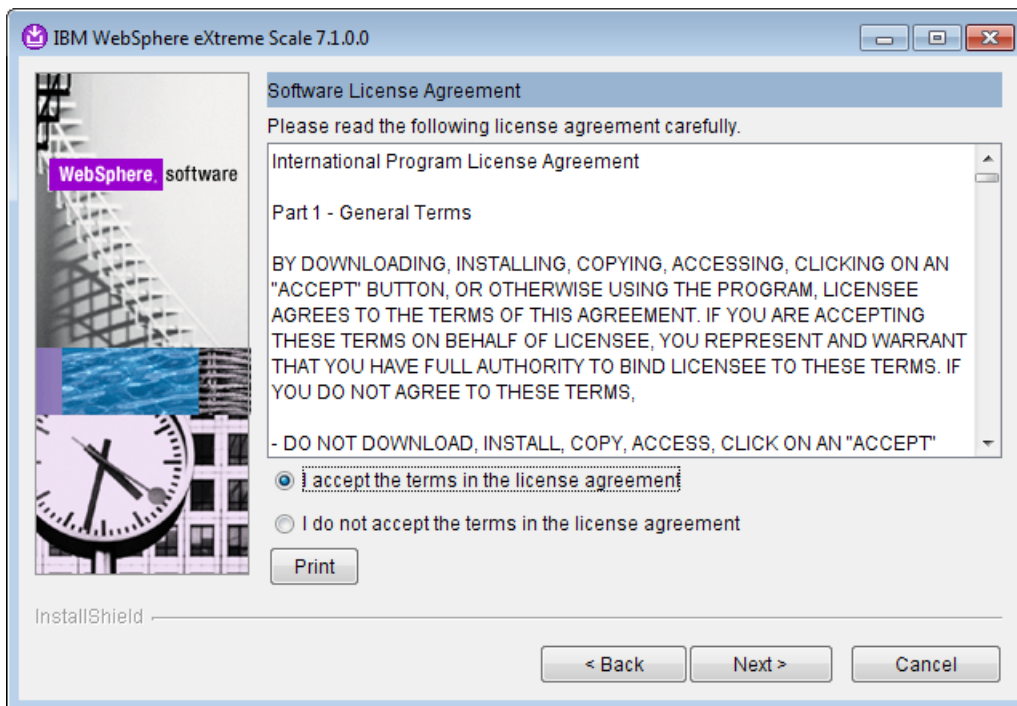 IBM WebSphere eXtreme Scale 7.1.0.0
WebSphere. software
Software License Agreement
Please read the following license agreement carefully.
International Program License Agreement
Part 1 - General Terms
BY DOWNLOADING, INSTALLING, COPYING, ACCESSING, CLICKING ON AN
"ACCEPT" BUTTON, OR OTHERWISE USING THE PROGRAM, LICENSEE
AGREES TO THE TERMS OF THIS AGREEMENT. IF YOU ARE ACCEPTING
THESE TERMS ON BEHALF OF LICENSEE, YOU REPRESENT AND WARRANT
THAT YOU HAVE FULL AUTHORITY TO BIND LICENSEE TO THESE TERMS. IF
YOU DO NOT AGREE TO THESE TERMS,
- DO NOT DOWNLOAD, INSTALL, COPY, ACCESS, CLICK ON AN "ACCEPT"
I accept the terms in the license agreement
I do not accept the terms in the license agreement
Print
InstallShield
< Back Next > Cancel